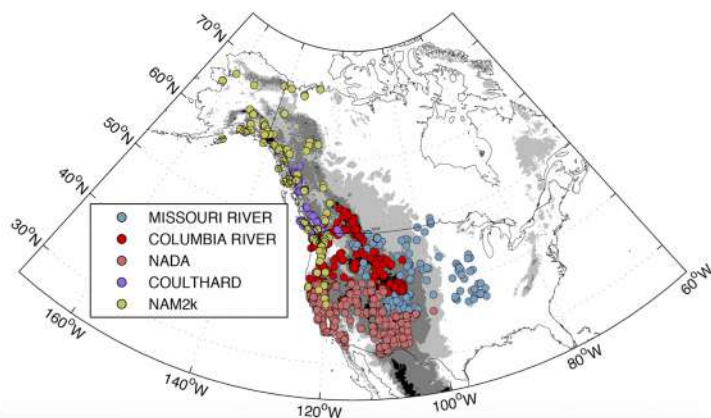 70°N
60°N
50°N
40°N
30°N
MISSOURI RIVER
COLUMBIA RIVER
NADA
COULTHARD
NAM2k
160°W
140°W
120°W
100°W
80°W
60°W